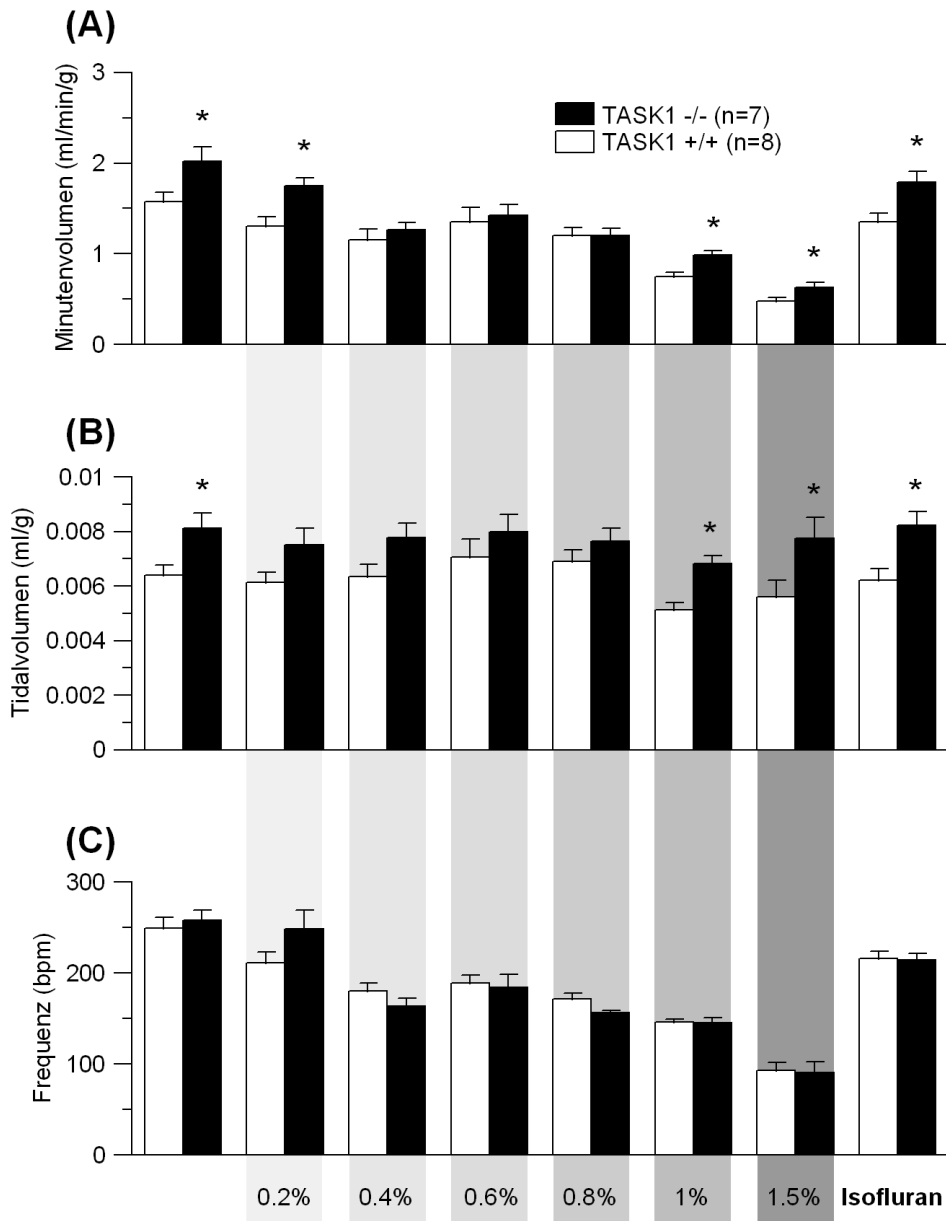 (A)
Minutenvolumen (ml/min/g)
3
2
1
0
TASK1 -/- (n=7)
TASK1 +/+ (n=8)
* * * * *
(B)
Tidalvolumen (ml/g)
0.01
0.008
0.006
0.004
0.002
0
* * * *
(C)
Frequenz (bpm)
300
200
100
0
0.2% 0.4% 0.6% 0.8% 1% 1.5% Isofluran